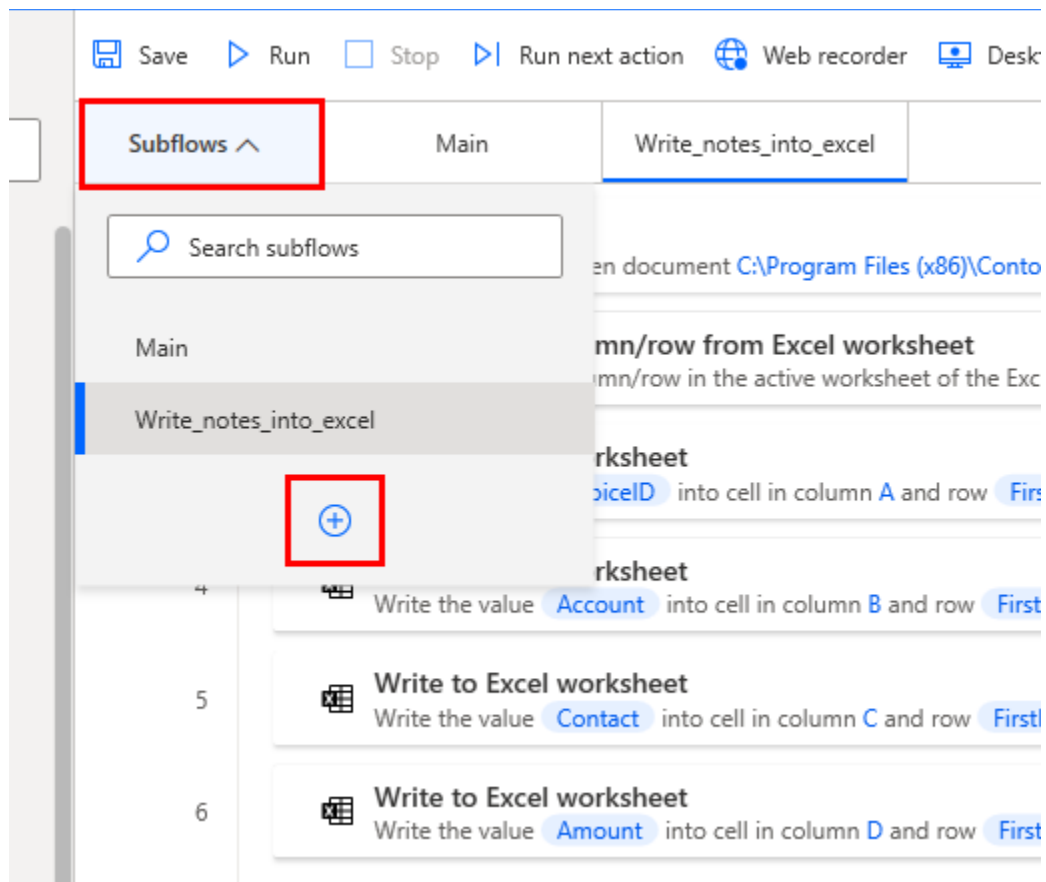 Save Run Stop Run next action Web recorder
Subflows Main Write_notes_into_excel
Search subflows
en document C:\Program Files (x86)\Conto
Main
mn/row from Excel worksheet
mn/row in the active worksheet of the Exc
Write_notes_into_excel
rksheet
oiceID into cell in column A and row Firs
rksheet
4
Write the value Account into cell in column B and row First
5
Write to Excel worksheet
Write the value Contact into cell in column C and row First
6
Write to Excel worksheet
Write the value Amount into cell in column D and row First